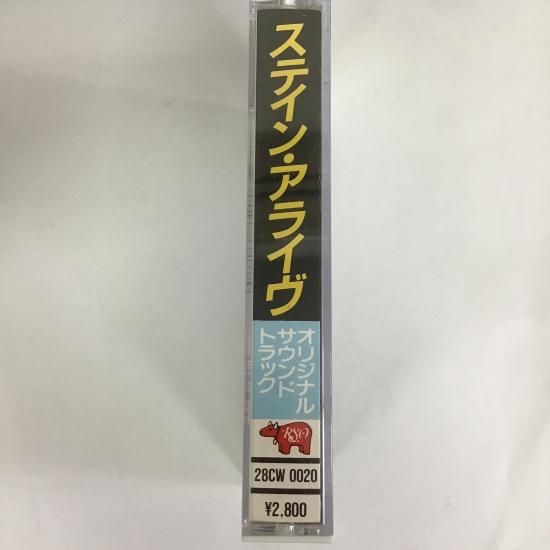 ステイン・アライヴ
オリジナル
サウンド
トラック
RSO
28CW 0020
¥2,800